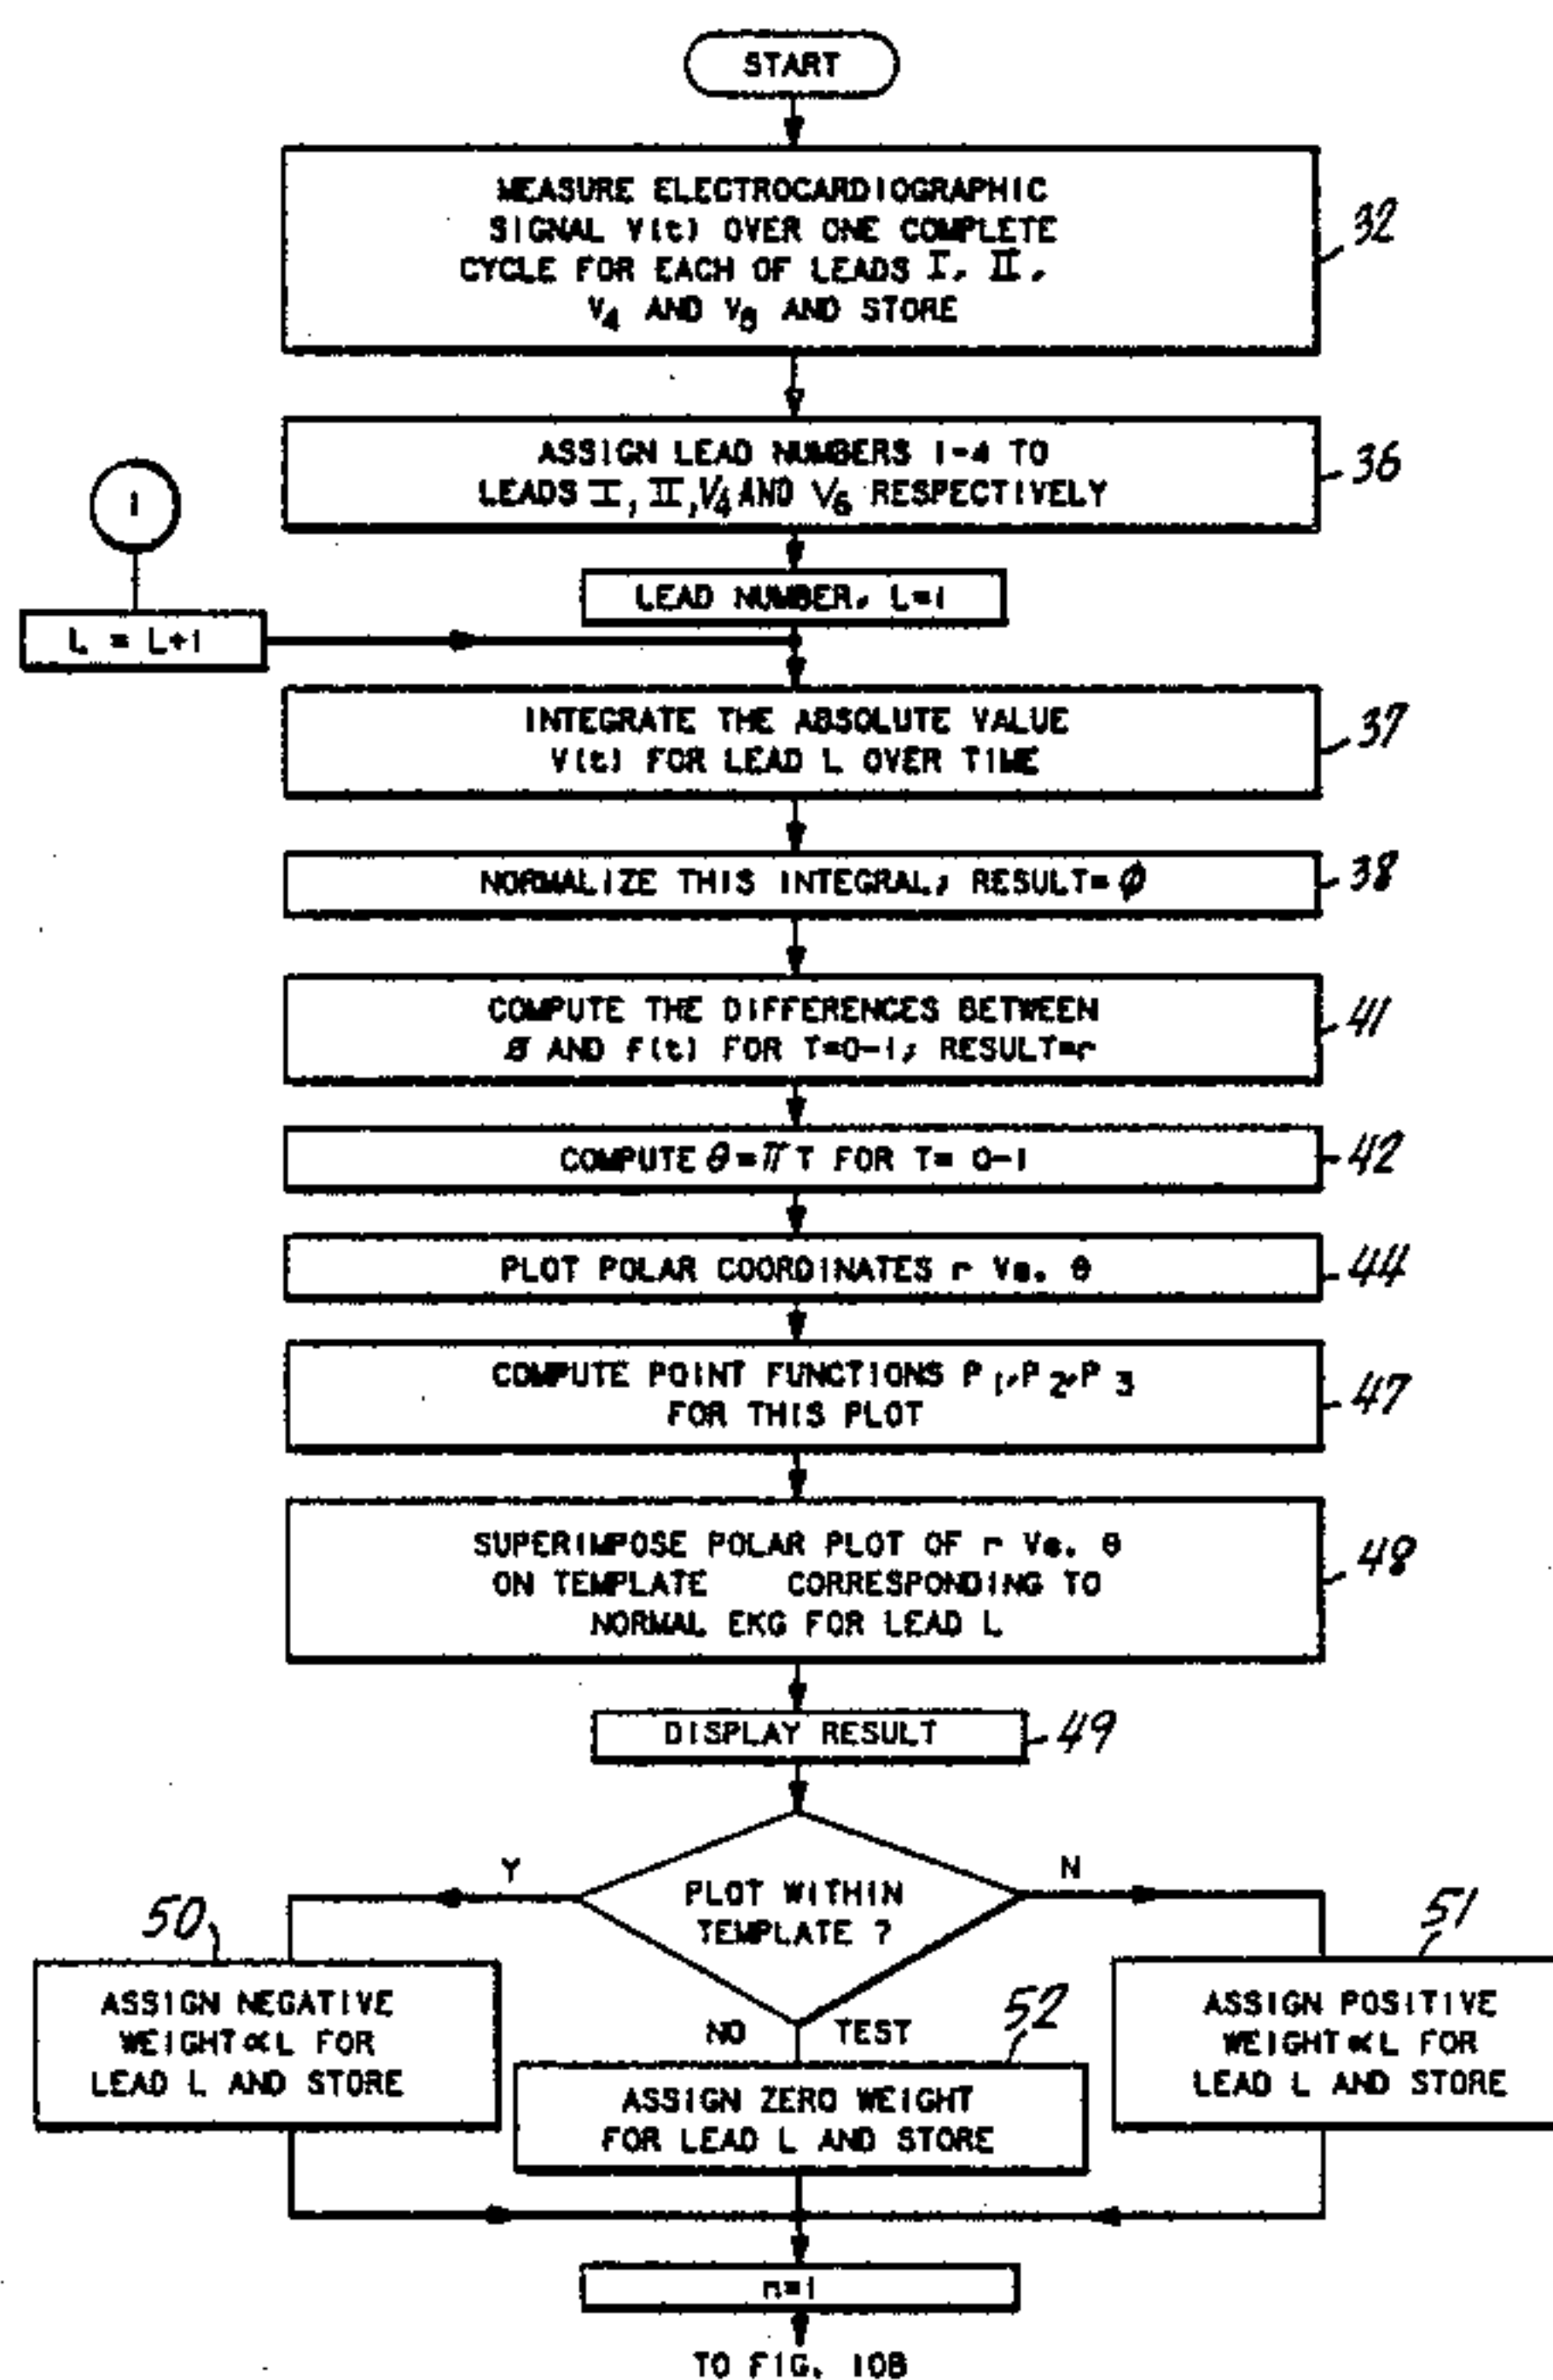 START
MEASURE ELECTROCARDIOGRAPHIC
SIGNAL V(t) OVER ONE COMPLETE
CYCLE FOR EACH OF LEADS I, II,
V4 AND V6 AND STORE
32
ASSIGN LEAD NUMBERS 1-4 TO
LEADS I, II, V4 AND V6 RESPECTIVELY
36
1
LEAD NUMBER, L=1
L = L+1
INTEGRATE THE ABSOLUTE VALUE
V(t) FOR LEAD L OVER TIME
37
NORMALIZE THIS INTEGRAL; RESULT=ϕ
38
COMPUTE THE DIFFERENCES BETWEEN
ø AND F(t) FOR T=0-1; RESULT=r
41
COMPUTE θ=πT FOR T= 0-1
42
PLOT POLAR COORDINATES r Vs. θ
44
COMPUTE POINT FUNCTIONS P1,P2,P3
FOR THIS PLOT
47
SUPERIMPOSE POLAR PLOT OF r Vs. θ
ON TEMPLATE CORRESPONDING TO
NORMAL EKG FOR LEAD L
48
DISPLAY RESULT
49
PLOT WITHIN
TEMPLATE ?
Y
N
NO TEST
50
ASSIGN NEGATIVE
WEIGHT∝L FOR
LEAD L AND STORE
52
ASSIGN ZERO WEIGHT
FOR LEAD L AND STORE
51
ASSIGN POSITIVE
WEIGHT∝L FOR
LEAD L AND STORE
n=1
TO FIG. 10B